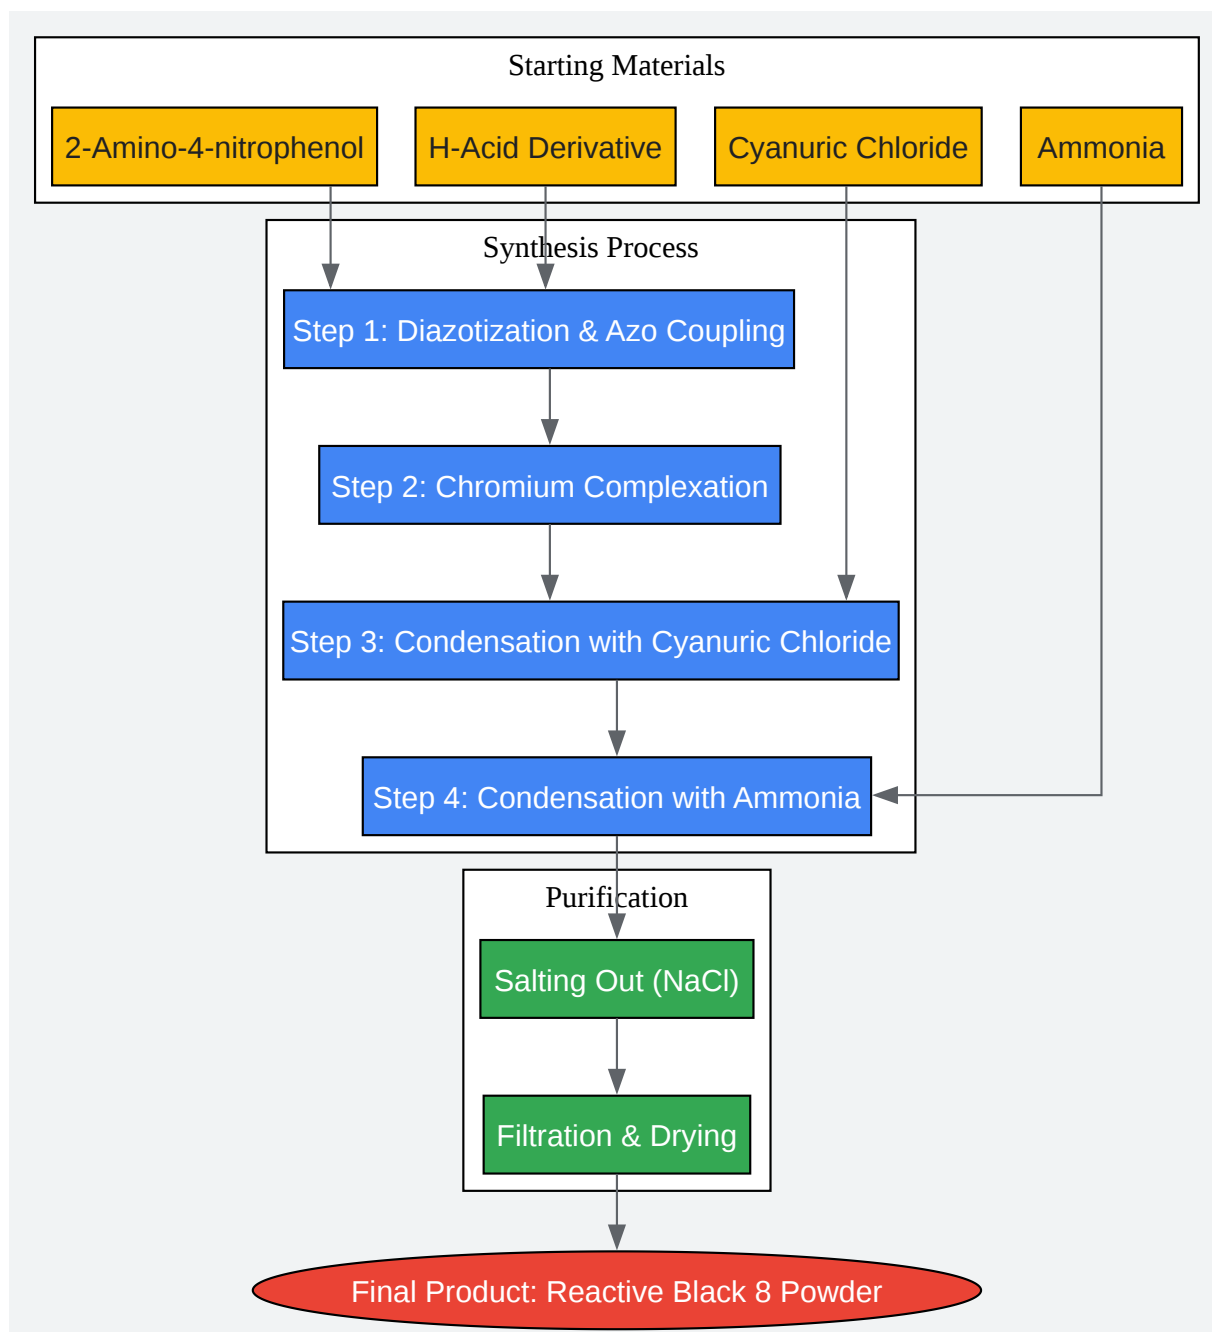 Starting Materials
2-Amino-4-nitrophenol
H-Acid Derivative
Cyanuric Chloride
Ammonia
Synthesis Process
Step 1: Diazotization & Azo Coupling
Step 2: Chromium Complexation
Step 3: Condensation with Cyanuric Chloride
Step 4: Condensation with Ammonia
Purification
Salting Out (NaCl)
Filtration & Drying
Final Product: Reactive Black 8 Powder